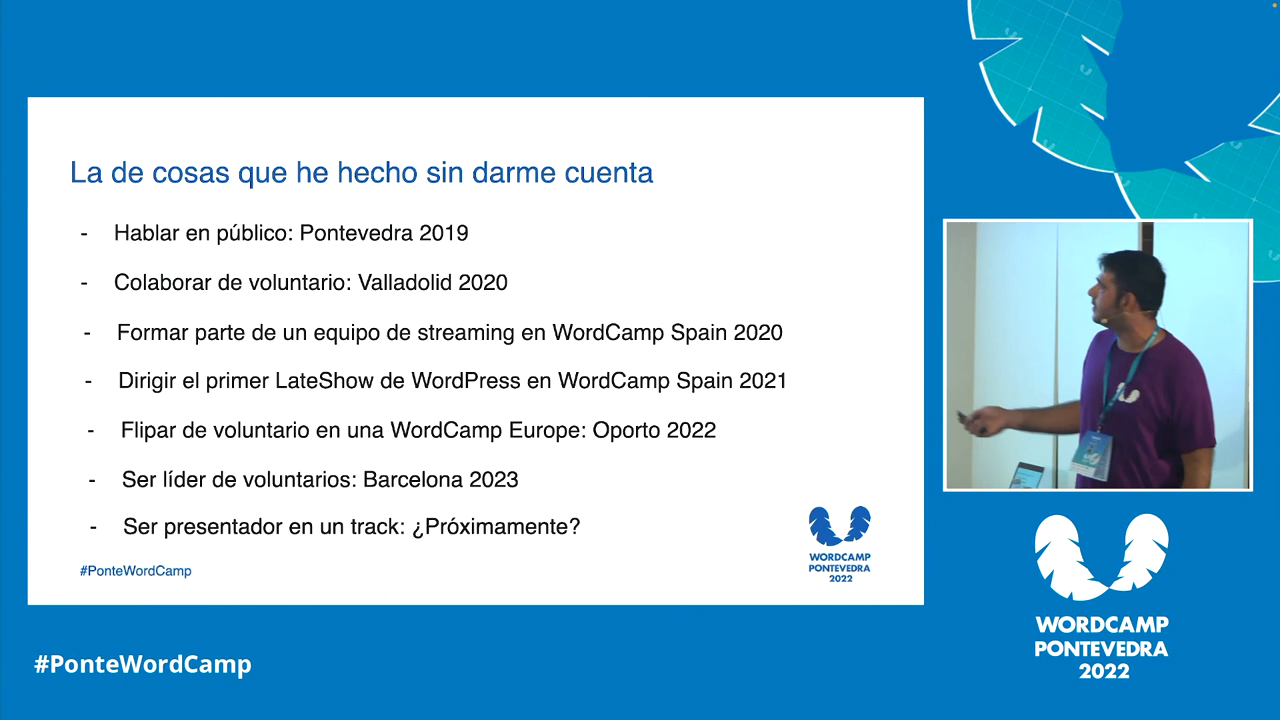 La de cosas que he hecho sin darme cuenta
- Hablar en público: Pontevedra 2019
- Colaborar de voluntario: Valladolid 2020
- Formar parte de un equipo de streaming en WordCamp Spain 2020
- Dirigir el primer LateShow de WordPress en WordCamp Spain 2021
- Flipar de voluntario en una WordCamp Europe: Oporto 2022
- Ser líder de voluntarios: Barcelona 2023
- Ser presentador en un track: ¿Próximamente?
#PonteWordCamp
WORDCAMP
PONTEVEDRA
2022
#PonteWordCamp
WORDCAMP
PONTEVEDRA
2022